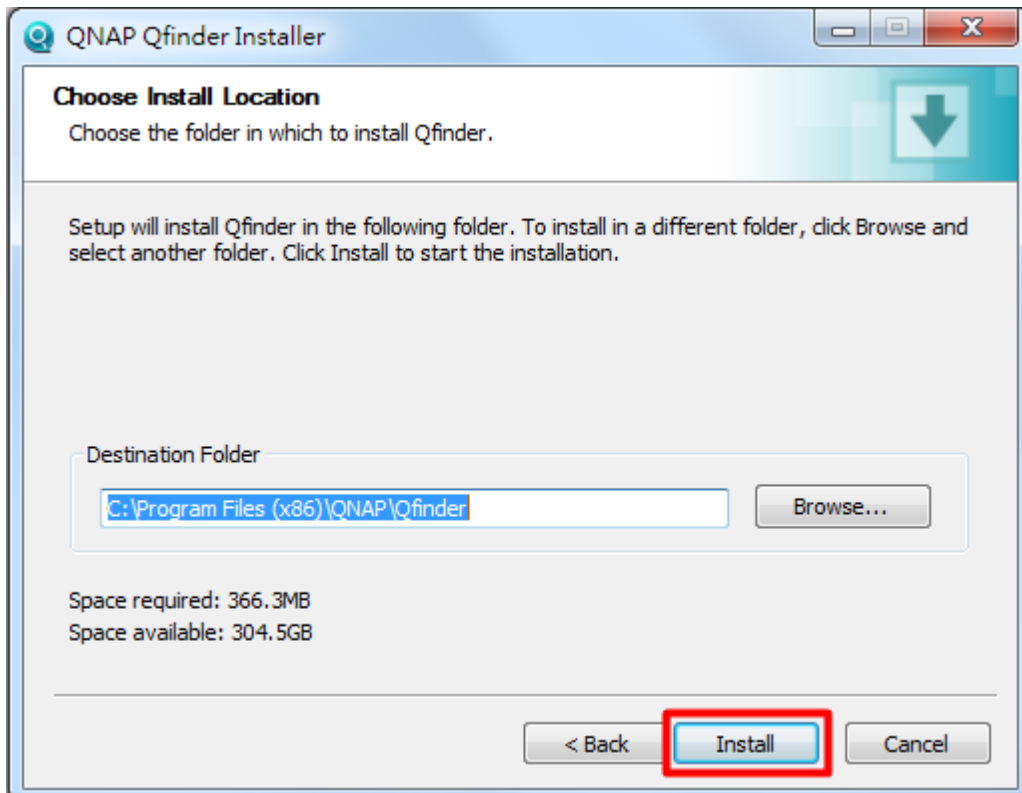 QNAP Qfinder Installer
Choose Install Location
Choose the folder in which to install Qfinder.
Setup will install Qfinder in the following folder. To install in a different folder, click Browse and
select another folder. Click Install to start the installation.
Destination Folder
C:\Program Files (x86)\QNAP\Qfinder
Browse...
Space required: 366.3MB
Space available: 304.5GB
< Back
Install
Cancel